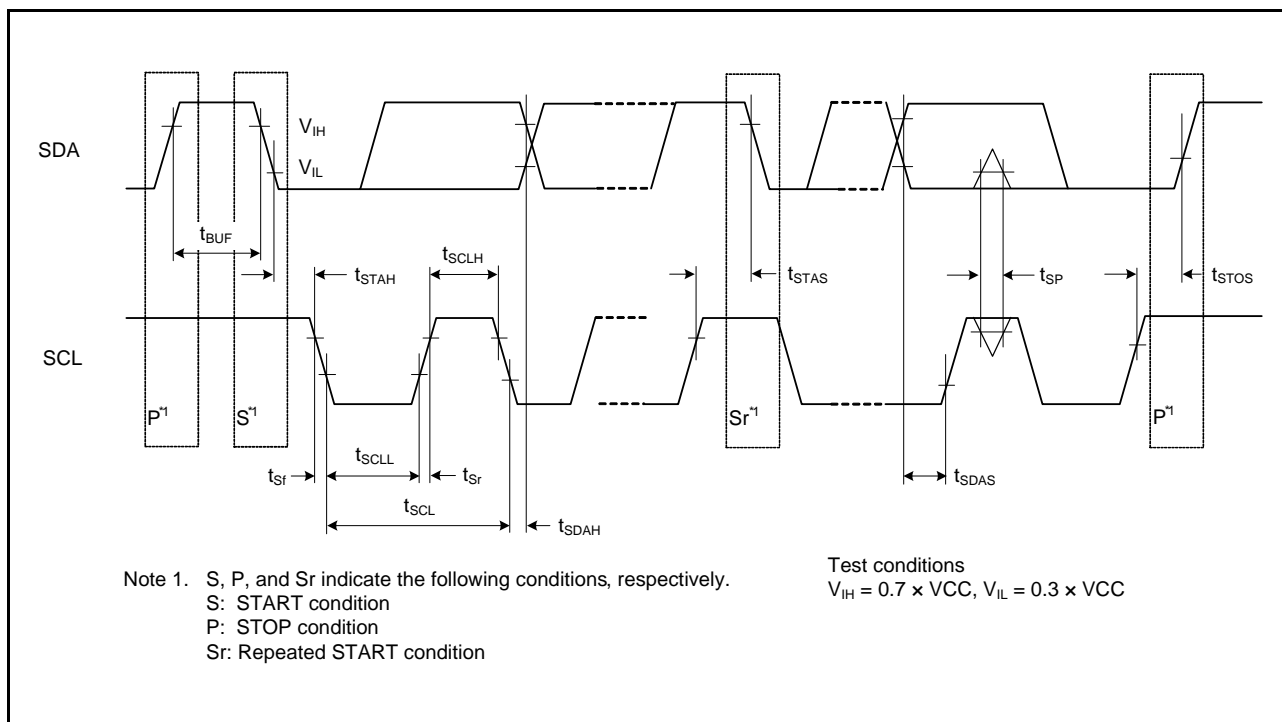 SDA
VIH
VIL
tBUF
tSTAH
tSCLH
tSTAS
tSP
tSTOS
SCL
P*1
S*1
Sr*1
P*1
tSf
tSCLL
tSr
tSCL
tSDAH
tSDAS
Note 1. S, P, and Sr indicate the following conditions, respectively.
S: START condition
P: STOP condition
Sr: Repeated START condition
Test conditions
VIH = 0.7 × VCC, VIL = 0.3 × VCC